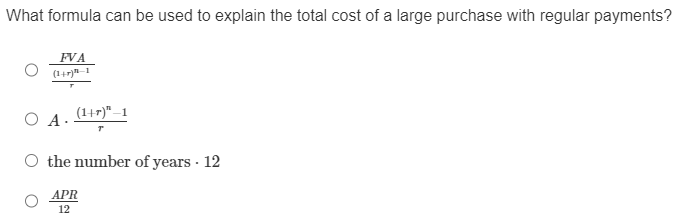 What formula can be used to explain the total cost of a large purchase with regular payments?
FVA
(1+r)ⁿ−1
r
A · (1+r)ⁿ−1
r
the number of years · 12
APR
12